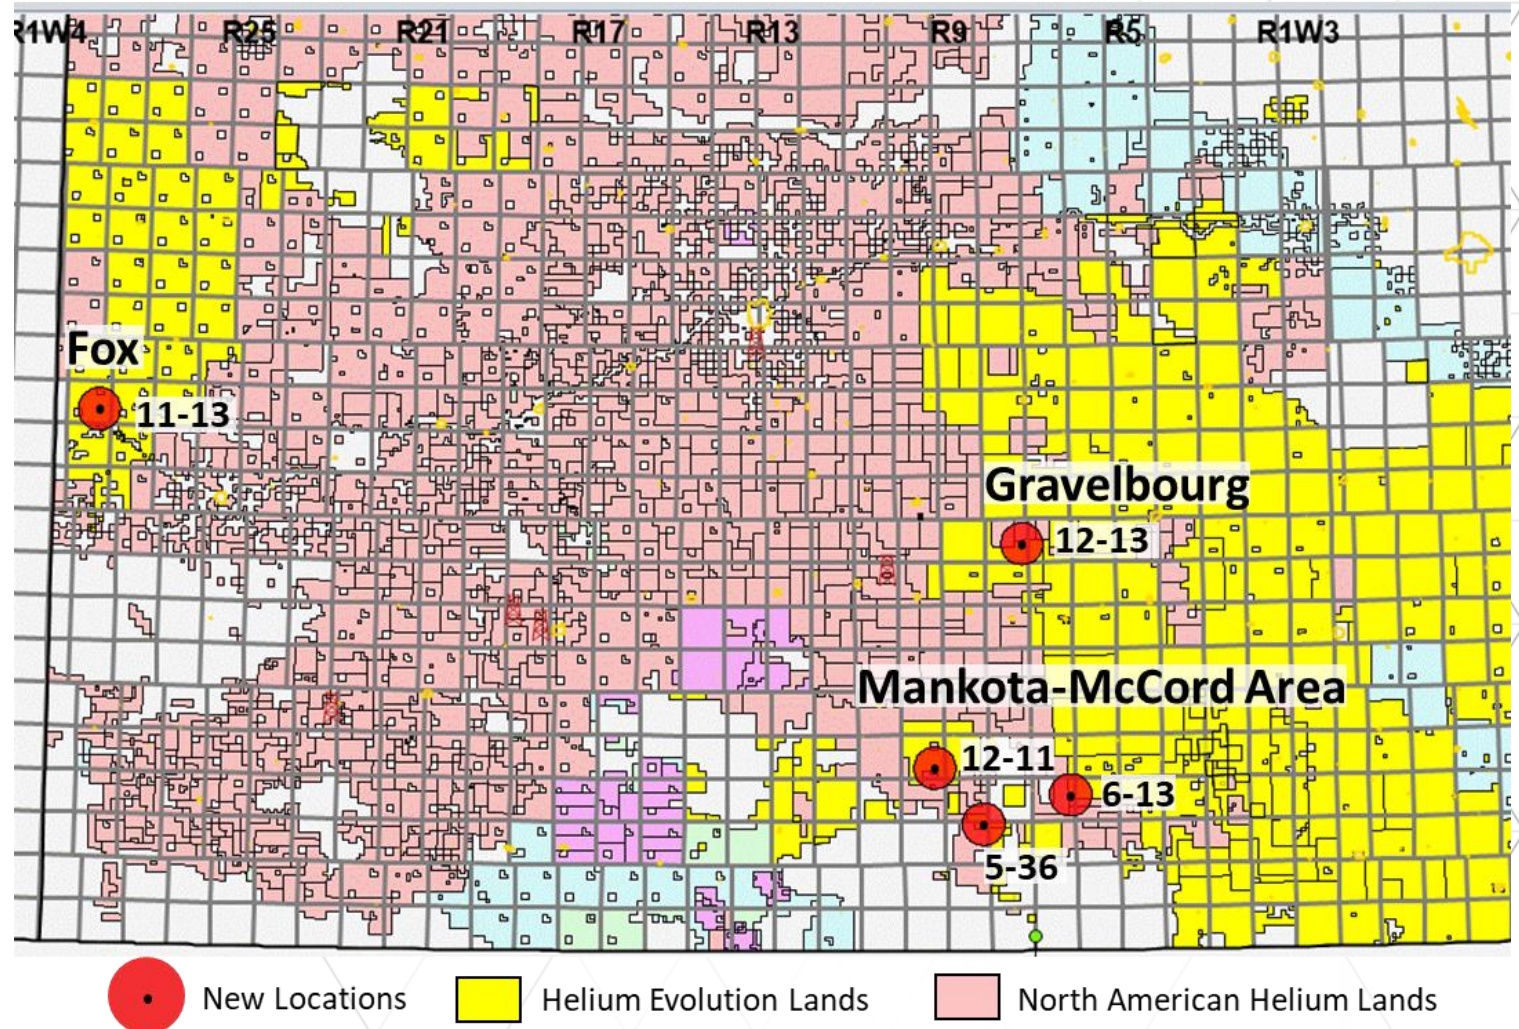 R1W4 R25 R21 R17 R13 R9 R5 R1W3
Fox
11-13
Gravelbourg
12-13
Mankota-McCord Area
12-11
6-13
5-36
New Locations
Helium Evolution Lands
North American Helium Lands